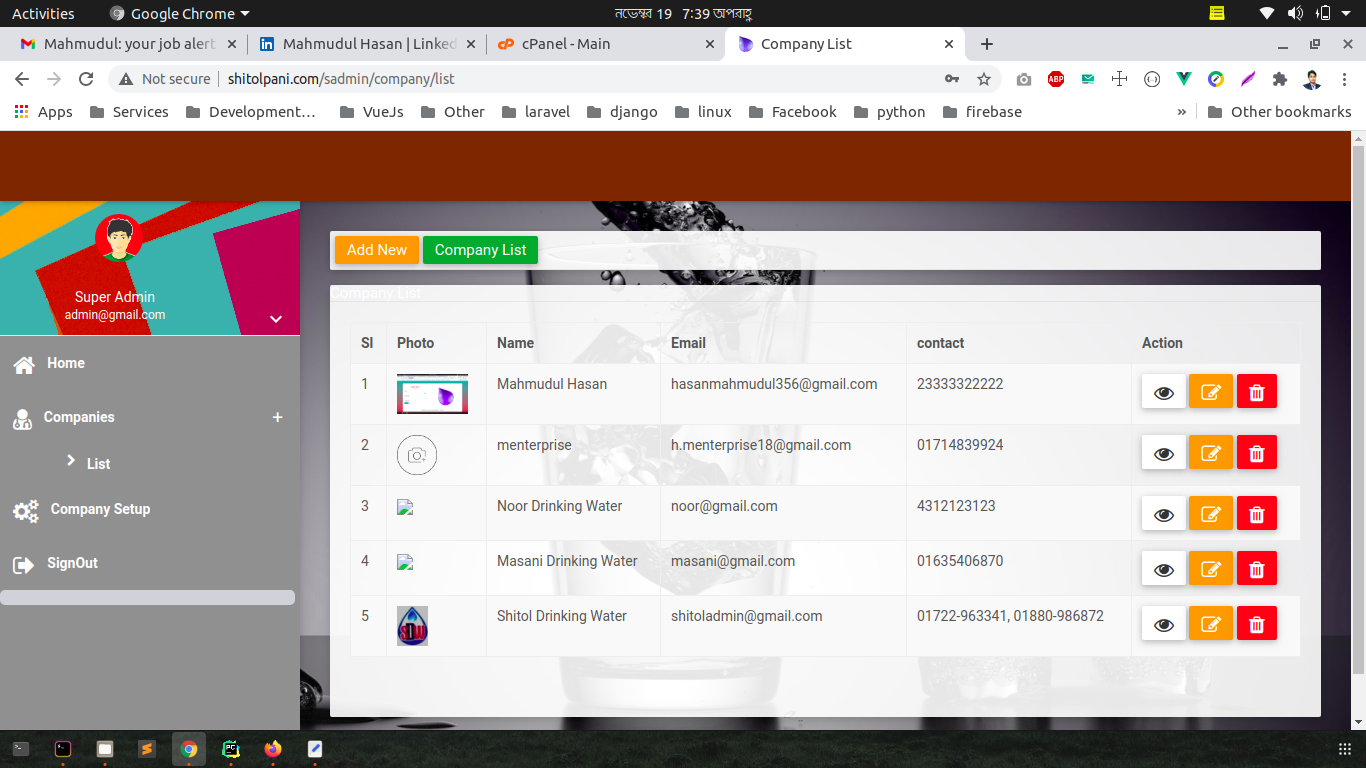 Activities Google Chrome নভেম্বর 19 7:39 অপরাহ্ণ
Mahmudul: your job alert Mahmudul Hasan | Linked cPanel - Main Company List
Not secure shitolpani.com/sadmin/company/list ABP
Apps Services Development... VueJs Other laravel django linux Facebook python firebase » Other bookmarks
Super Admin
admin@gmail.com
Home
Companies +
List
Company Setup
SignOut
Add New Company List
Company List
Sl Photo Name Email contact Action
1 Mahmudul Hasan hasanmahmudul356@gmail.com 23333322222
2 menterprise h.menterprise18@gmail.com 01714839924
3 Noor Drinking Water noor@gmail.com 4312123123
4 Masani Drinking Water masani@gmail.com 01635406870
5 SDW Shitol Drinking Water shitoladmin@gmail.com 01722-963341, 01880-986872